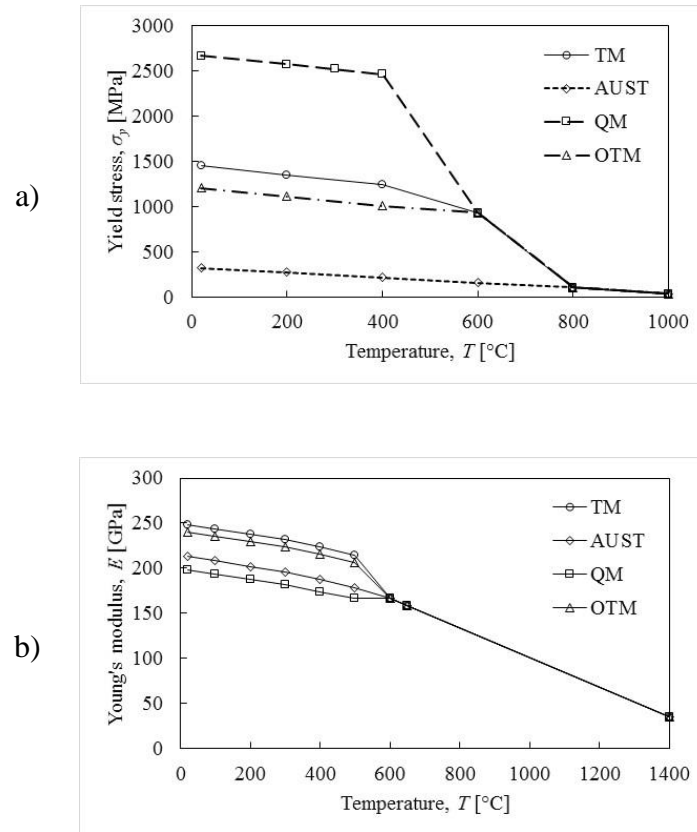 a)
Yield stress, σy [MPa]
3000
2500
2000
1500
1000
500
0
0 200 400 600 800 1000
Temperature, T [°C]
TM
AUST
QM
OTM
b)
Young's modulus, E [GPa]
300
250
200
150
100
50
0
0 200 400 600 800 1000 1200 1400
Temperature, T [°C]
TM
AUST
QM
OTM